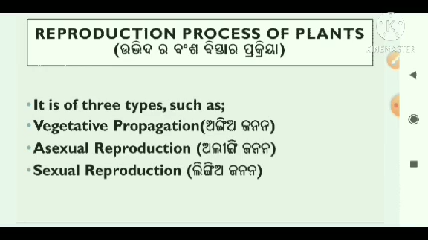 REPRODUCTION PROCESS OF PLANTS
(ଉଦ୍ଭିଦ ର ବଂଶ ବିସ୍ତାର ପ୍ରକ୍ରିୟା)
It is of three types, such as;
Vegetative Propagation(ଅଙ୍ଗିଅ ଜନନ)
Asexual Reproduction (ଅଲୀଙ୍ଗି ଜନନ)
Sexual Reproduction (ଲିଙ୍ଗିଅ ଜନନ)
KINEMASTER